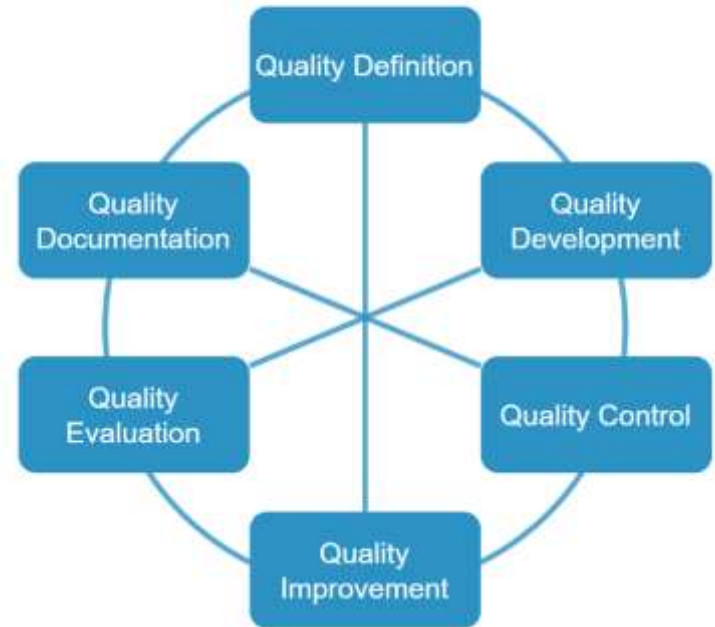 Quality Definition
Quality
Documentation
Quality
Development
Quality
Evaluation
Quality Control
Quality
Improvement